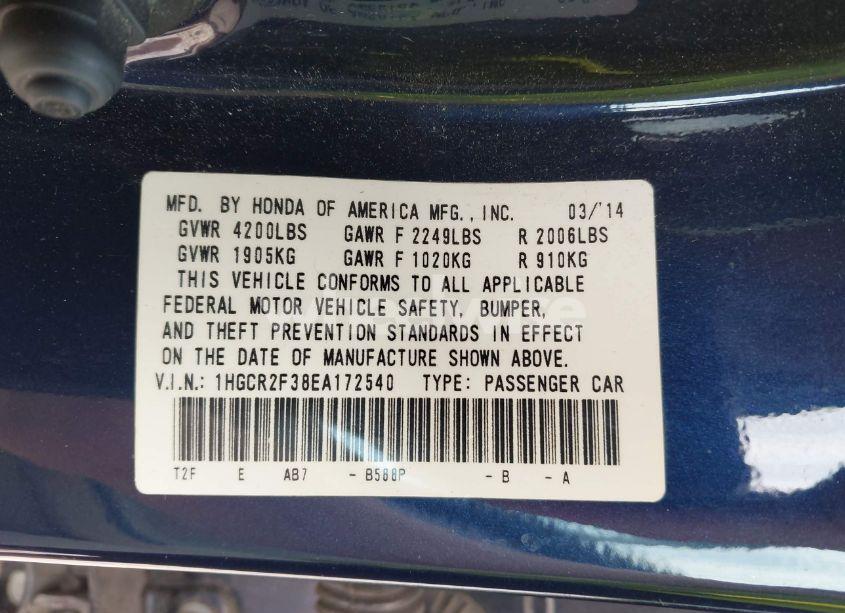 MFD. BY HONDA OF AMERICA MFG., INC. 03/'14
GVWR 4200LBS GAWR F 2249LBS R 2006LBS
GVWR 1905KG GAWR F 1020KG R 910KG
THIS VEHICLE CONFORMS TO ALL APPLICABLE
FEDERAL MOTOR VEHICLE SAFETY, BUMPER,
AND THEFT PREVENTION STANDARDS IN EFFECT
ON THE DATE OF MANUFACTURE SHOWN ABOVE.
V.I.N.: 1HGCR2F38EA172540 TYPE: PASSENGER CAR
T2F E AB7 - B588P - B - A